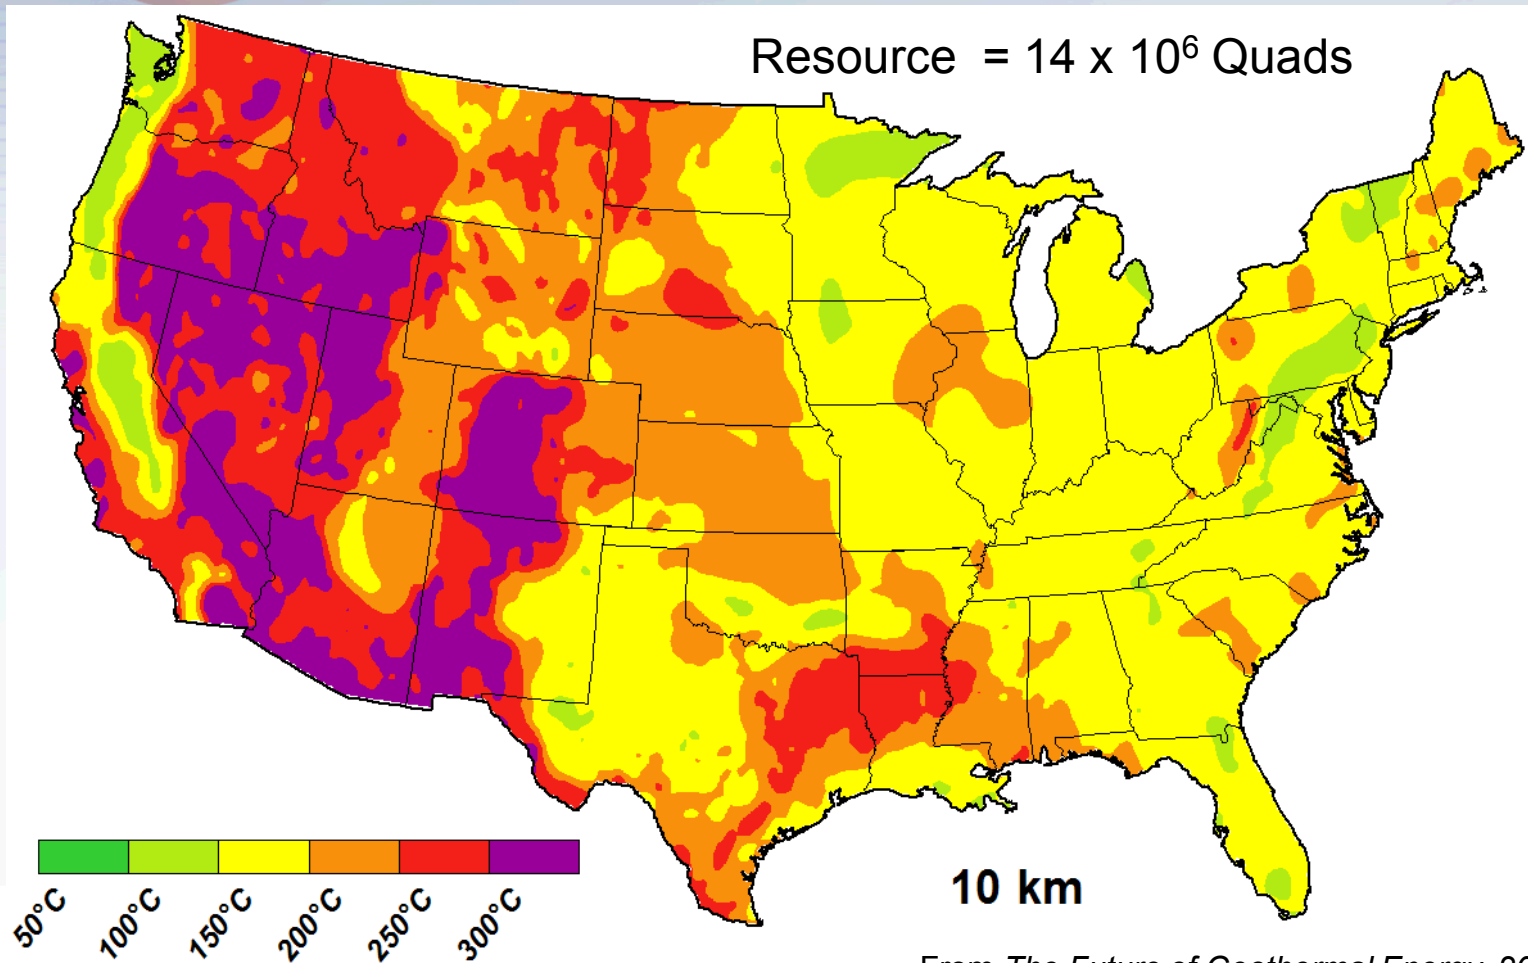 Resource = 14 x 10⁶ Quads
50°C
100°C
150°C
200°C
250°C
300°C
10 km
From The Future of Geothermal Energy,